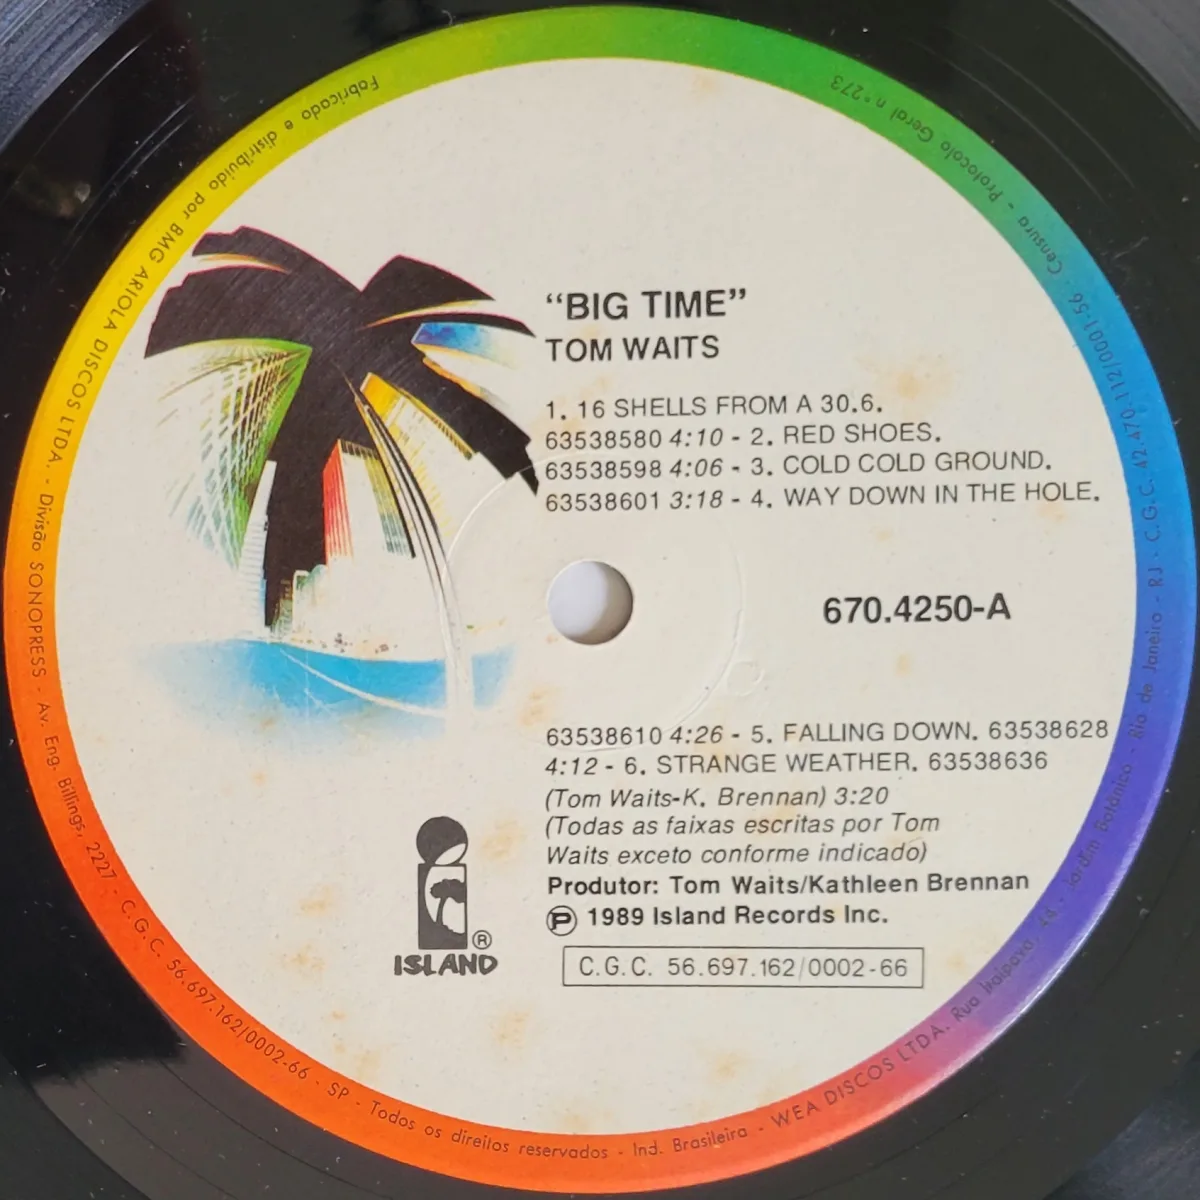 "BIG TIME"
TOM WAITS
1. 16 SHELLS FROM A 30.6.
63538580 4:10 - 2. RED SHOES.
63538598 4:06 - 3. COLD COLD GROUND.
63538601 3:18 - 4. WAY DOWN IN THE HOLE.
670.4250-A
63538610 4:26 - 5. FALLING DOWN. 63538628
4:12 - 6. STRANGE WEATHER. 63538636
(Tom Waits-K. Brennan) 3:20
(Todas as faixas escritas por Tom
Waits exceto conforme indicado)
Produtor: Tom Waits/Kathleen Brennan
℗ 1989 Island Records Inc.
C.G.C. 56.697.162/0002-66
ISLAND ®
Fabricado e distribuído por BMG ARIOLA DISCOS LTDA. - Divisão SONOPRESS - Av. Eng. Billings, 2227 - C.G.C. 56.697.162/0002-66 - SP - Todos os direitos reservados - Ind. Brasileira - WEA DISCOS LTDA. Rua Itaipava, 44 - Jardim Botânico - Rio de Janeiro - RJ - C.G.C. 42.470.112/0001-56 - Censura - Protocolo Geral n.º 273